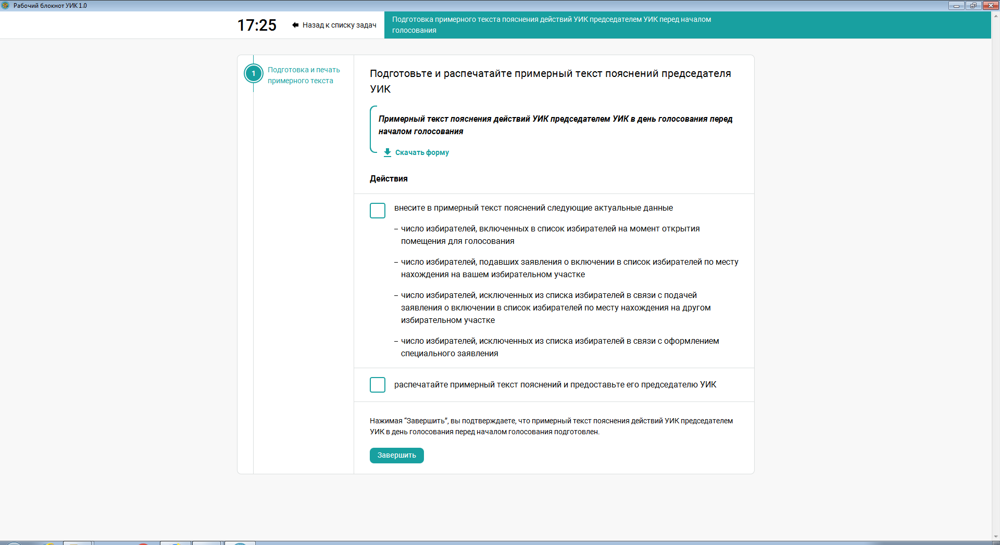 Рабочий блокнот УИК 1.0
17:25
Назад к списку задач
Подготовка примерного текста пояснения действий УИК председателем УИК перед началом
голосования
1
Подготовка и печать
примерного текста
Подготовьте и распечатайте примерный текст пояснений председателя
УИК
Примерный текст пояснения действий УИК председателем УИК в день голосования перед
началом голосования
Скачать форму
Действия
внесите в примерный текст пояснений следующие актуальные данные
– число избирателей, включенных в список избирателей на момент открытия
помещения для голосования
– число избирателей, подавших заявления о включении в список избирателей по месту
нахождения на вашем избирательном участке
– число избирателей, исключенных из списка избирателей в связи с подачей
заявления о включении в список избирателей по месту нахождения на другом
избирательном участке
– число избирателей, исключенных из списка избирателей в связи с оформлением
специального заявления
распечатайте примерный текст пояснений и предоставьте его председателю УИК
Нажимая “Завершить”, вы подтверждаете, что примерный текст пояснения действий УИК председателем
УИК в день голосования перед началом голосования подготовлен.
Завершить